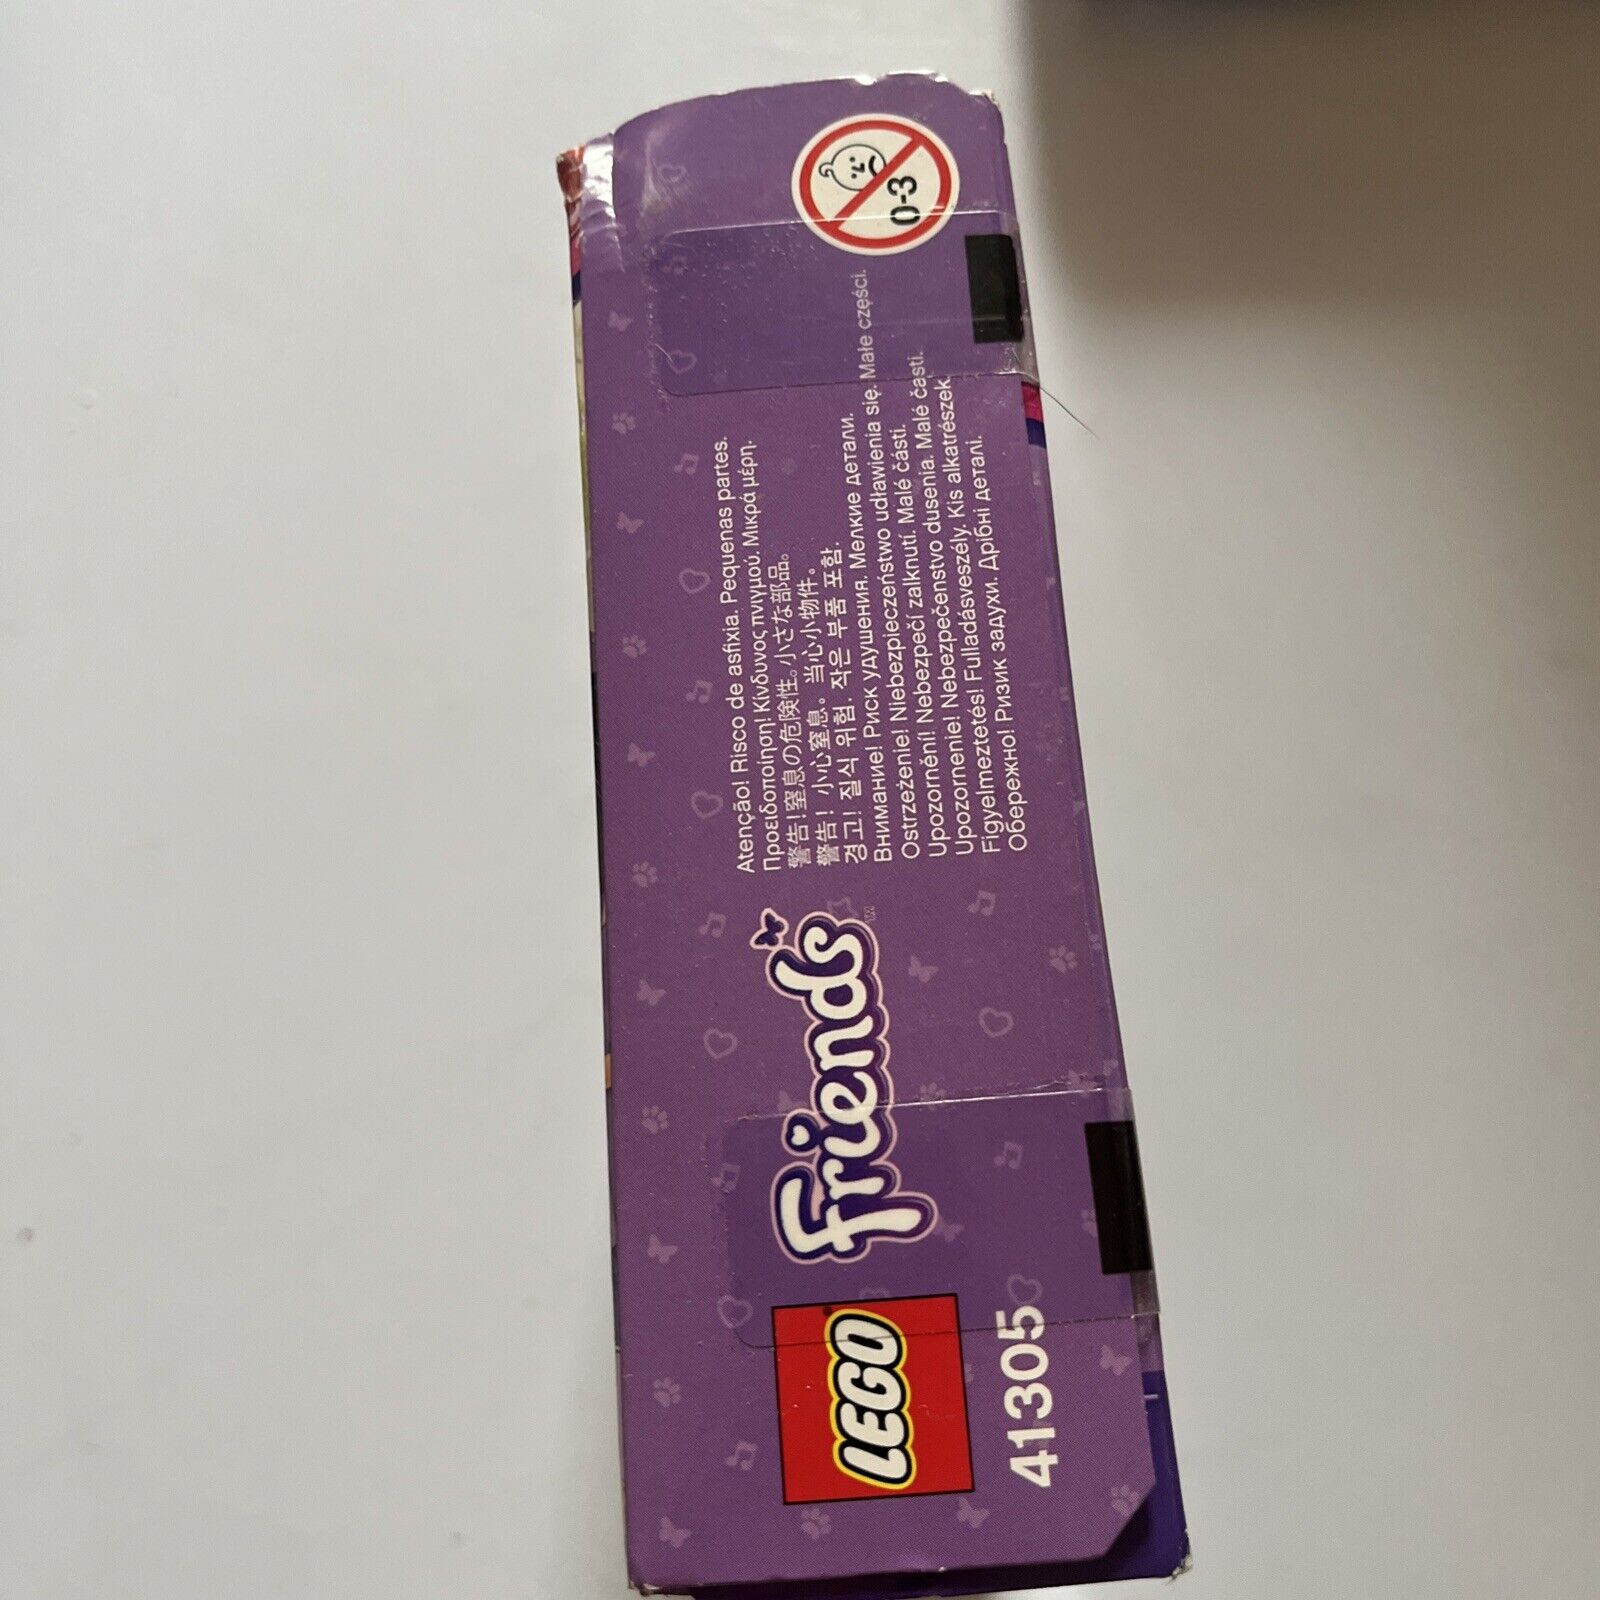 LEGO
Friends™
41305
Atenção! Risco de asfixia. Pequenas partes.
Προειδοποίηση! Κίνδυνος πνιγμού. Μικρά μέρη.
警告!窒息の危険性。小さな部品。
警告！小心窒息。当心小物件。
경고! 질식 위험. 작은 부품 포함.
Внимание! Риск удушения. Мелкие детали.
Ostrzeżenie! Niebezpieczeństwo udławienia się. Małe części.
Upozornění! Nebezpečí zalknutí. Malé části.
Upozornenie! Nebezpečenstvo dusenia. Malé časti.
Figyelmeztetés! Fulladásveszély. Kis alkatrészek.
Обережно! Ризик задухи. Дрібні деталі.
0-3